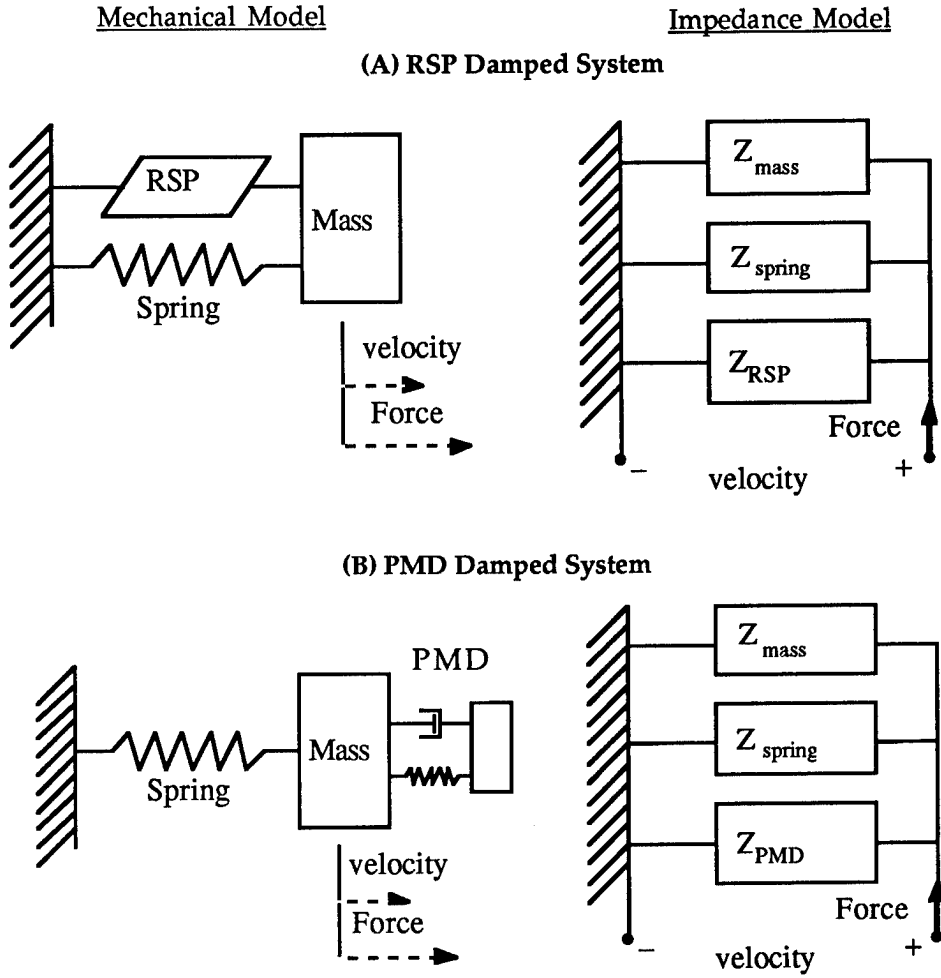 Mechanical Model
Impedance Model
(A) RSP Damped System
RSP
Mass
Spring
velocity
Force
Z mass
Z spring
Z RSP
Force
− velocity +
(B) PMD Damped System
PMD
Mass
Spring
velocity
Force
Z mass
Z spring
Z PMD
Force
− velocity +